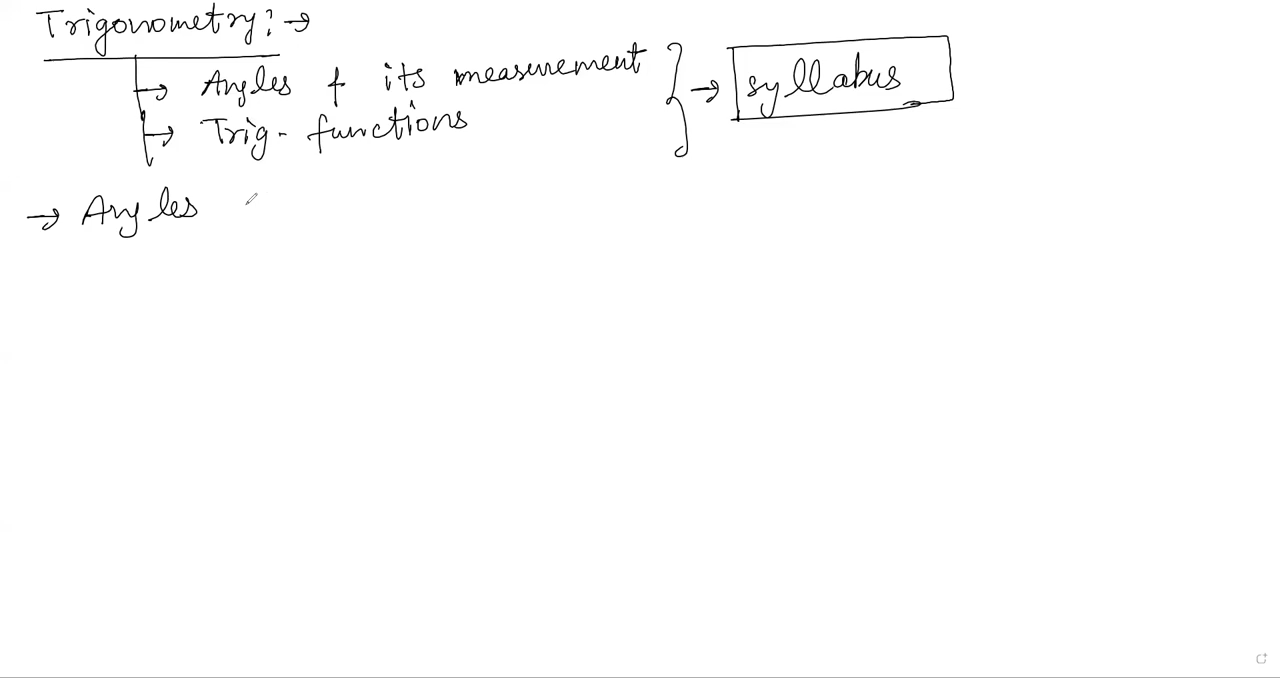 Trigonometry: →
→ Angles & its measurement } → syllabus
→ Trig. functions
→ Angles